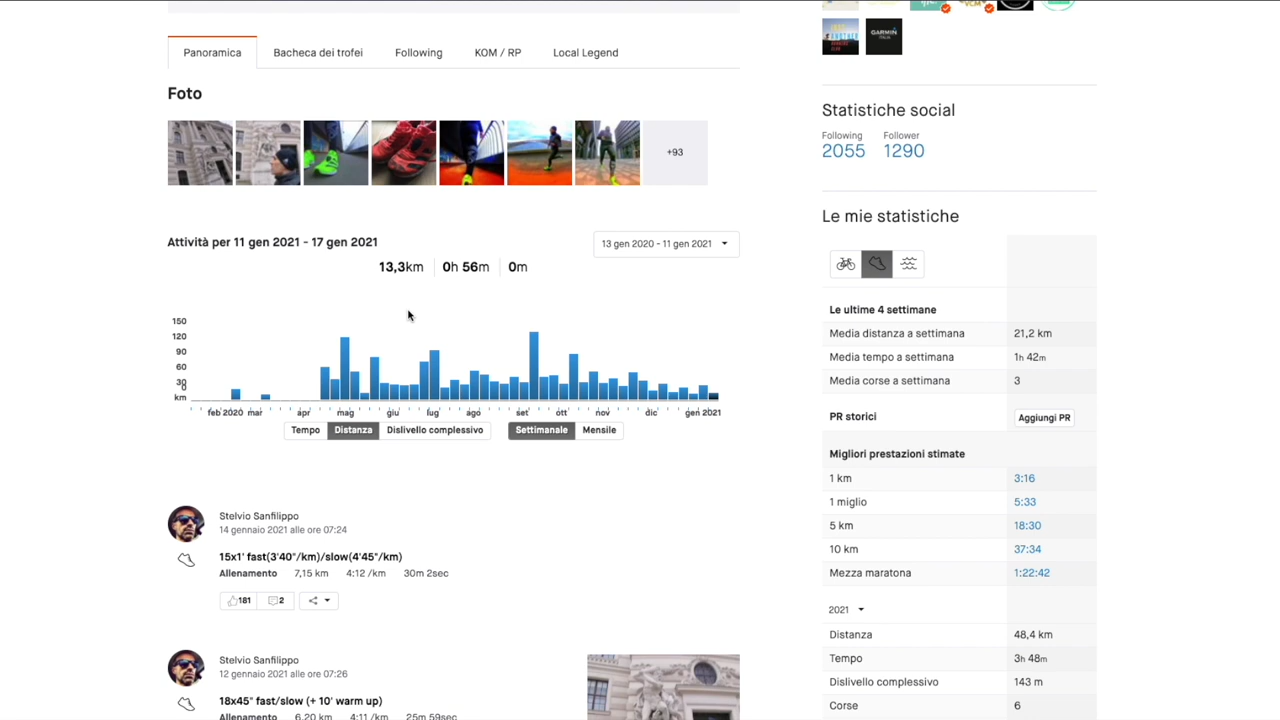 Panoramica
Bacheca dei trofei
Following
KOM / RP
Local Legend
Foto
+93
Attività per 11 gen 2021 - 17 gen 2021
13 gen 2020 - 11 gen 2021
13,3km
0h 56m
0m
150
120
90
60
30
0
km
feb 2020
mar
apr
mag
giu
lug
ago
set
ott
nov
dic
gen 2021
Tempo
Distanza
Dislivello complessivo
Settimanale
Mensile
Stelvio Sanfilippo
14 gennaio 2021 alle ore 07:24
15x1' fast(3'40"/km)/slow(4'45"/km)
Allenamento 7,15 km 4:12 /km 30m 2sec
181
2
Stelvio Sanfilippo
12 gennaio 2021 alle ore 07:26
18x45" fast/slow (+ 10' warm up)
Allenamento 6,20 km 4:11 /km 25m 59sec
VCM
GARMIN
Statistiche social
Following Follower
2055 1290
Le mie statistiche
Le ultime 4 settimane
Media distanza a settimana 21,2 km
Media tempo a settimana 1h 42m
Media corse a settimana 3
PR storici Aggiungi PR
Migliori prestazioni stimate
1 km 3:16
1 miglio 5:33
5 km 18:30
10 km 37:34
Mezza maratona 1:22:42
2021
Distanza 48,4 km
Tempo 3h 48m
Dislivello complessivo 143 m
Corse 6